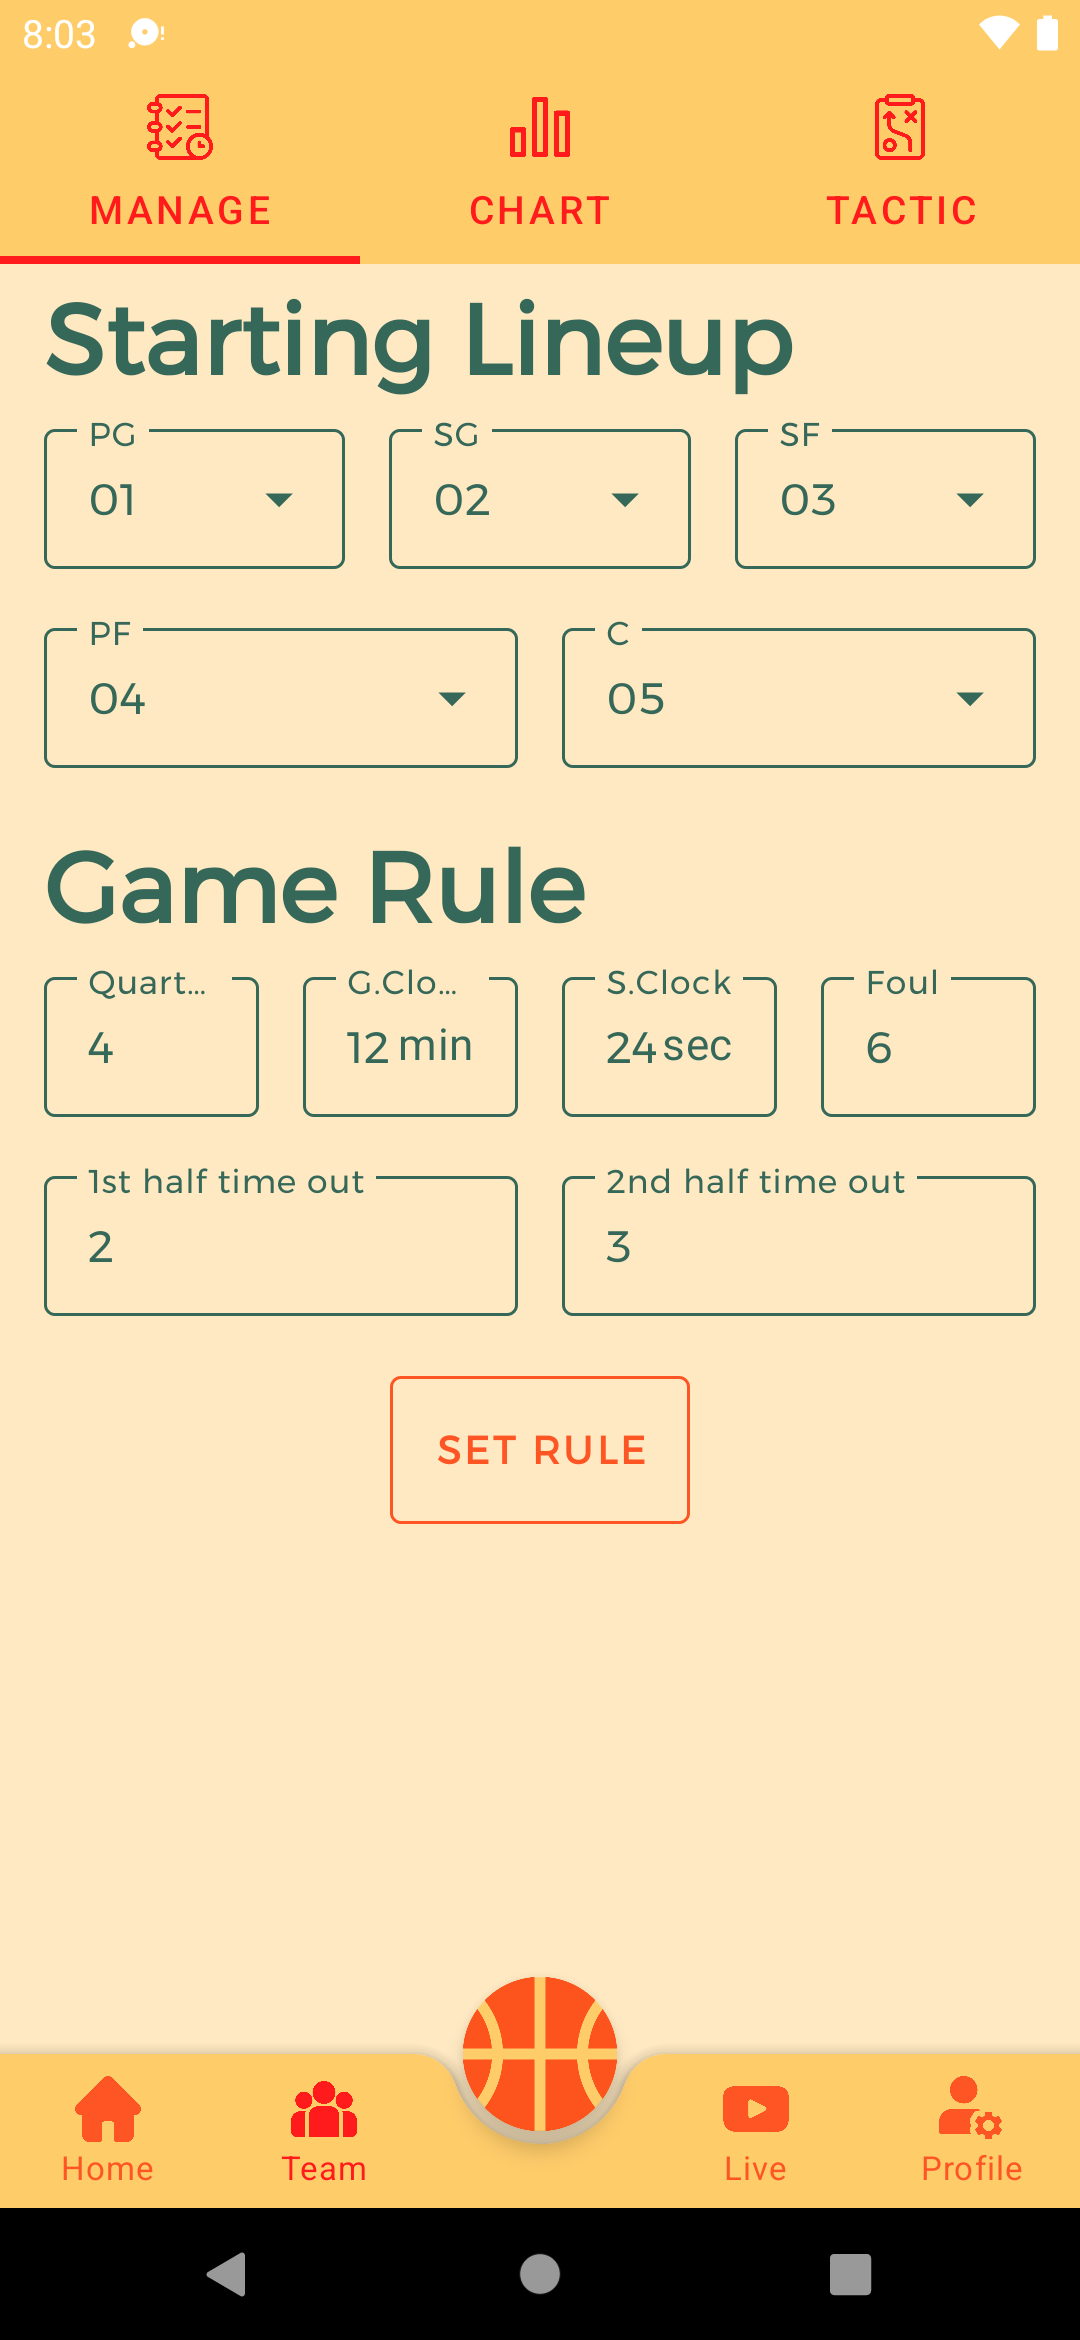 8:03
MANAGE CHART TACTIC
Starting Lineup
PG SG SF
01 02 03
PF C
04 05
Game Rule
Quart... G.Clo... S.Clock Foul
4 12 min 24 sec 6
1st half time out 2nd half time out
2 3
SET RULE
Home Team Live Profile